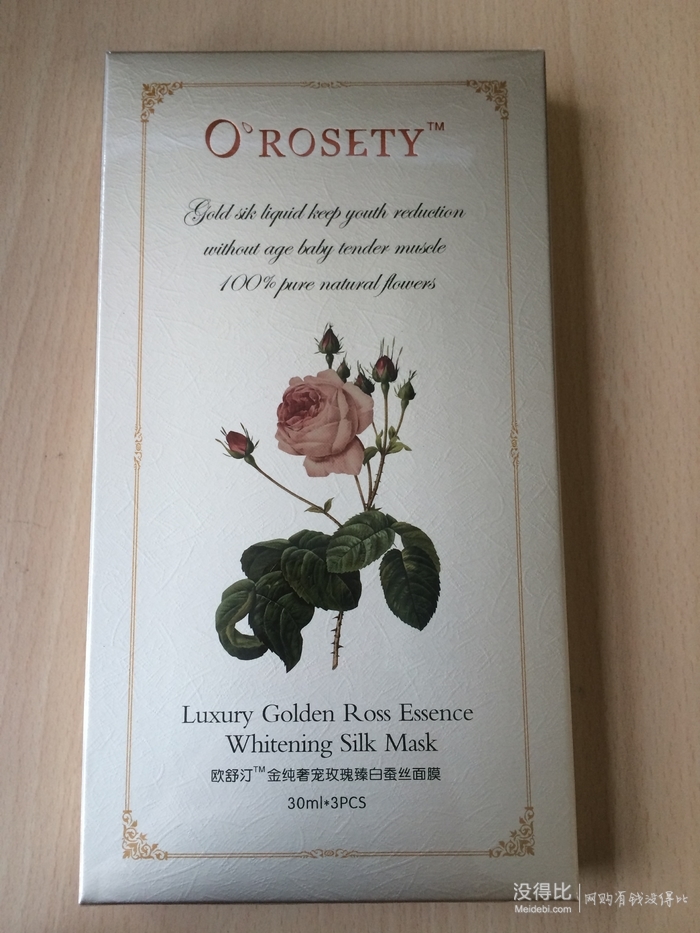 O'ROSETY™
Gold sik liquid keep youth reduction
without age baby tender muscle
100% pure natural flowers
Luxury Golden Ross Essence
Whitening Silk Mask
欧舒汀™金纯奢宠玫瑰臻白蚕丝面膜
30ml*3PCS
没得比
Meidebi.com
网购有钱没得比